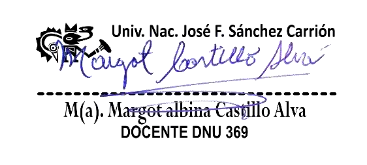 Univ. Nac. José F. Sánchez Carrión
Margot Castillo Alva
M(a). Margot albina Castillo Alva
DOCENTE DNU 369